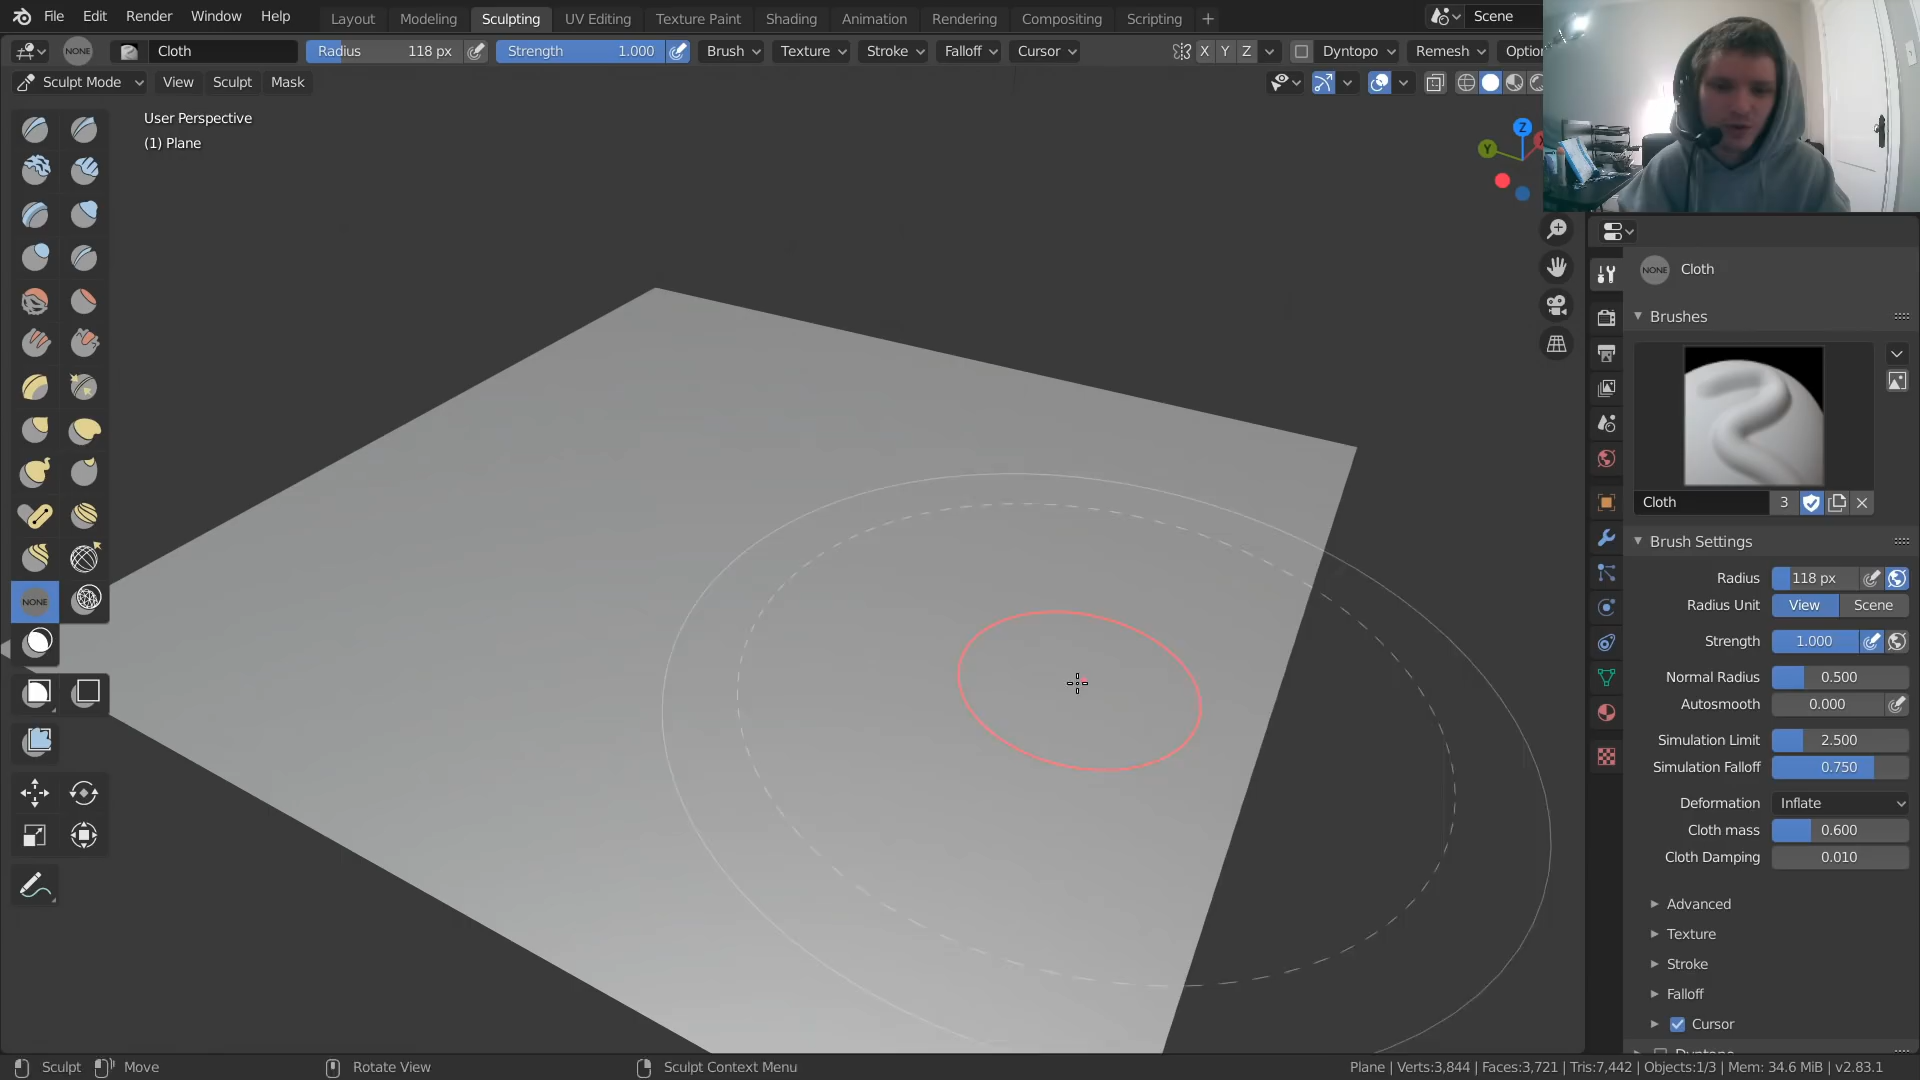 File Edit Render Window Help Layout Modeling Sculpting UV Editing Texture Paint Shading Animation Rendering Compositing Scripting + Scene
NONE Cloth Radius 118 px Strength 1.000 Brush Texture Stroke Falloff Cursor X Y Z Dyntopo Remesh Optio
Sculpt Mode View Sculpt Mask
User Perspective
(1) Plane
Z
Y
NONE Cloth
Brushes
Cloth 3
Brush Settings
Radius 118 px
Radius Unit View Scene
NONE
Strength 1.000
Normal Radius 0.500
Autosmooth 0.000
Simulation Limit 2.500
Simulation Falloff 0.750
Deformation Inflate
Cloth mass 0.600
Cloth Damping 0.010
Advanced
Texture
Stroke
Falloff
Cursor
Sculpt Move Rotate View Sculpt Context Menu Plane | Verts:3,844 | Faces:3,721 | Tris:7,442 | Objects:1/3 | Mem: 34.6 MiB | v2.83.1